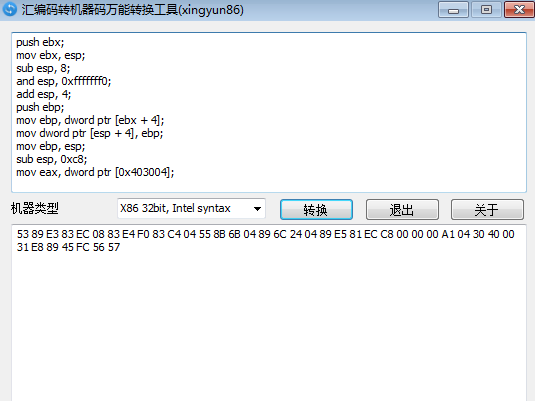 汇编码转机器码万能转换工具(xingyun86)
push ebx;
mov ebx, esp;
sub esp, 8;
and esp, 0xfffffff0;
add esp, 4;
push ebp;
mov ebp, dword ptr [ebx + 4];
mov dword ptr [esp + 4], ebp;
mov ebp, esp;
sub esp, 0xc8;
mov eax, dword ptr [0x403004];
机器类型 X86 32bit, Intel syntax 转换 退出 关于
53 89 E3 83 EC 08 83 E4 F0 83 C4 04 55 8B 6B 04 89 6C 24 04 89 E5 81 EC C8 00 00 00 A1 04 30 40 00
31 E8 89 45 FC 56 57